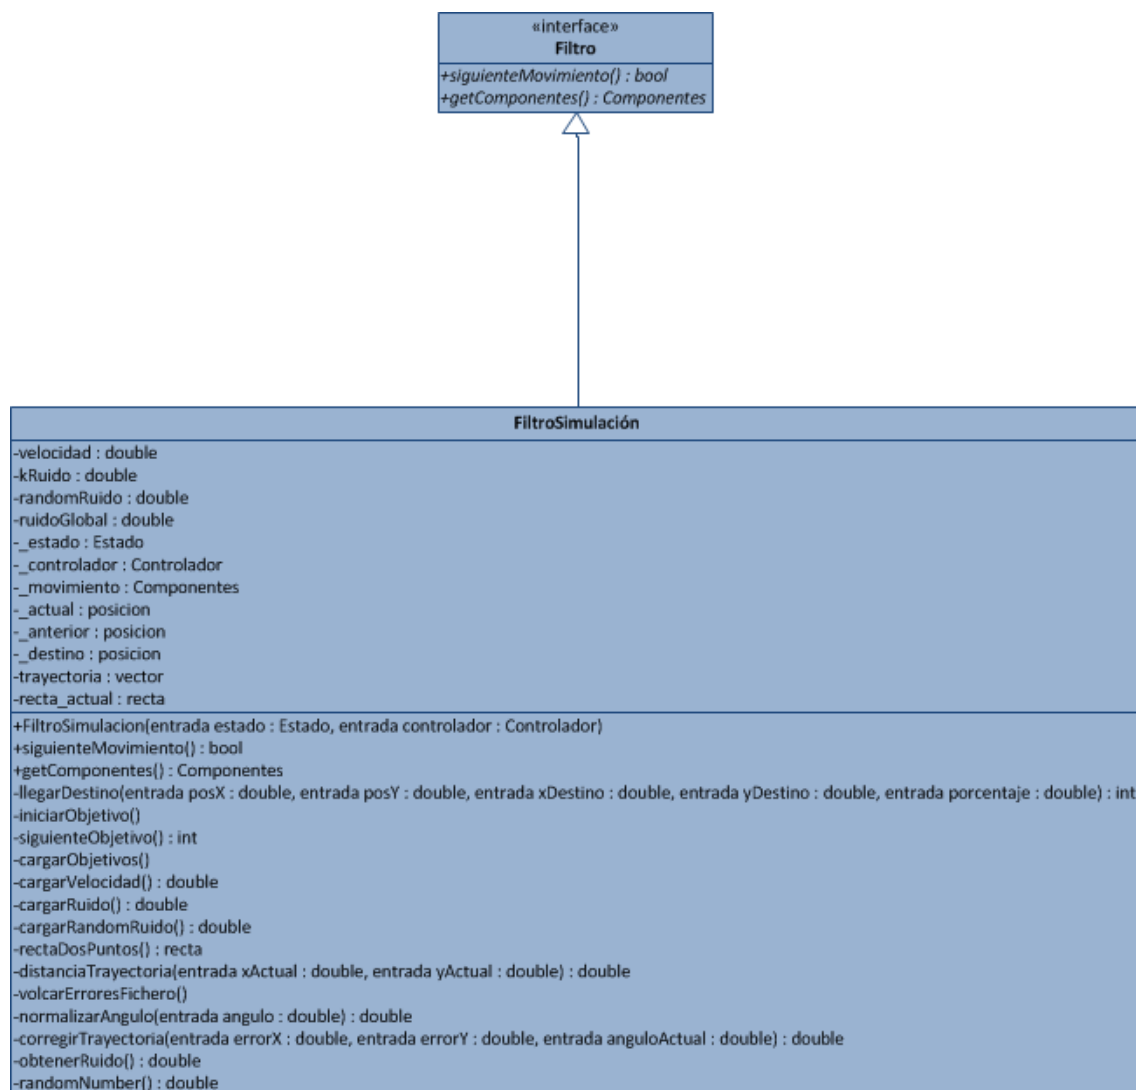 «interface»
Filtro
+siguienteMovimiento() : bool
+getComponentes() : Componentes
FiltroSimulación
-velocidad : double
-kRuido : double
-randomRuido : double
-ruidoGlobal : double
-_estado : Estado
-_controlador : Controlador
-_movimiento : Componentes
-_actual : posicion
-_anterior : posicion
-_destino : posicion
-trayectoria : vector
-recta_actual : recta
+FiltroSimulacion(entrada estado : Estado, entrada controlador : Controlador)
+siguienteMovimiento() : bool
+getComponentes() : Componentes
-llegarDestino(entrada posX : double, entrada posY : double, entrada xDestino : double, entrada yDestino : double, entrada porcentaje : double) : int
-iniciarObjetivo()
-siguienteObjetivo() : int
-cargarObjetivos()
-cargarVelocidad() : double
-cargarRuido() : double
-cargarRandomRuido() : double
-rectaDosPuntos() : recta
-distanciaTrayectoria(entrada xActual : double, entrada yActual : double) : double
-volcarErroresFichero()
-normalizarAngulo(entrada angulo : double) : double
-corregirTrayectoria(entrada errorX : double, entrada errorY : double, entrada anguloActual : double) : double
-obtenerRuido() : double
-randomNumber() : double